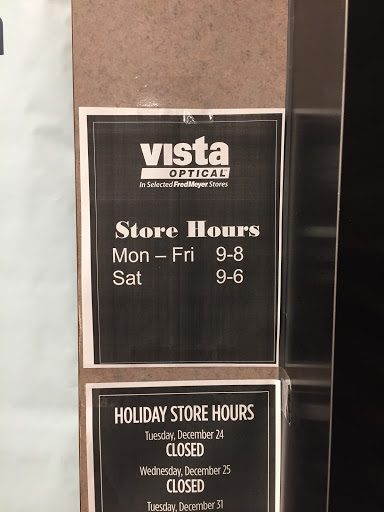 vısta
OPTICAL
In Selected FredMeyer Stores
Store Hours
Mon – Fri 9-8
Sat 9-6
HOLIDAY STORE HOURS
Tuesday, December 24
CLOSED
Wednesday, December 25
CLOSED
Tuesday, December 31